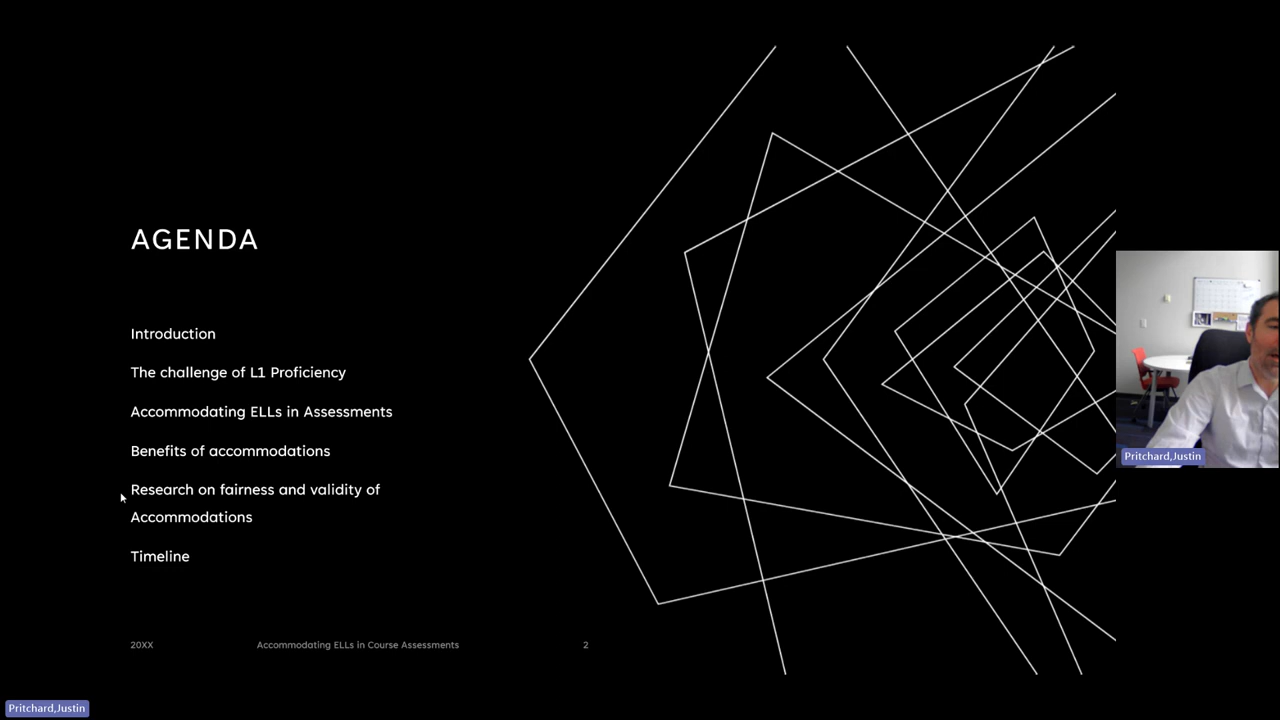 AGENDA
Introduction
The challenge of L1 Proficiency
Accommodating ELLs in Assessments
Benefits of accommodations
Research on fairness and validity of
Accommodations
Timeline
20XX
Accommodating ELLs in Course Assessments
2
Pritchard,Justin
Pritchard,Justin